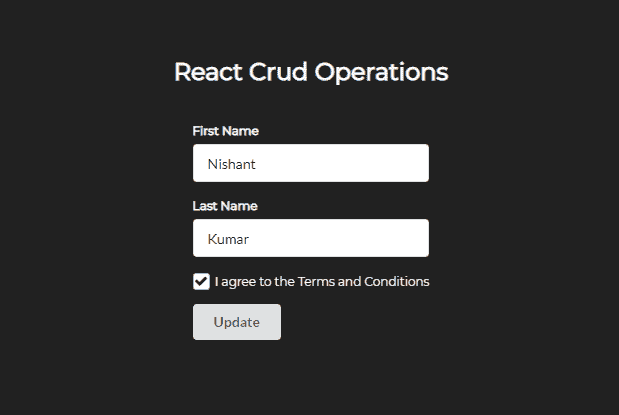 React Crud Operations
First Name
Nishant
Last Name
Kumar
I agree to the Terms and Conditions
Update